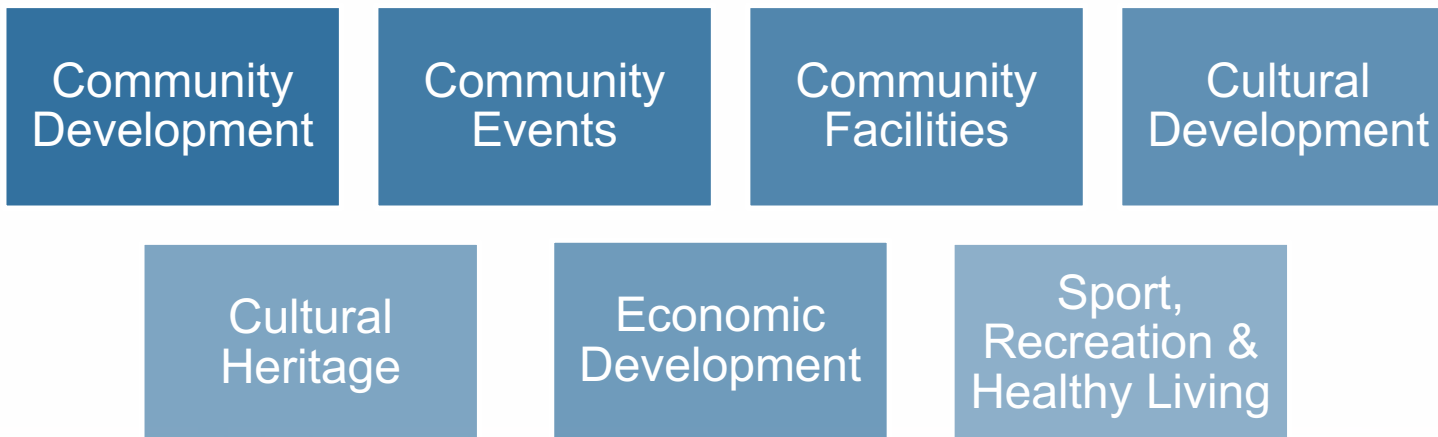 Community
Development
Community
Events
Community
Facilities
Cultural
Development
Cultural
Heritage
Economic
Development
Sport,
Recreation &
Healthy Living